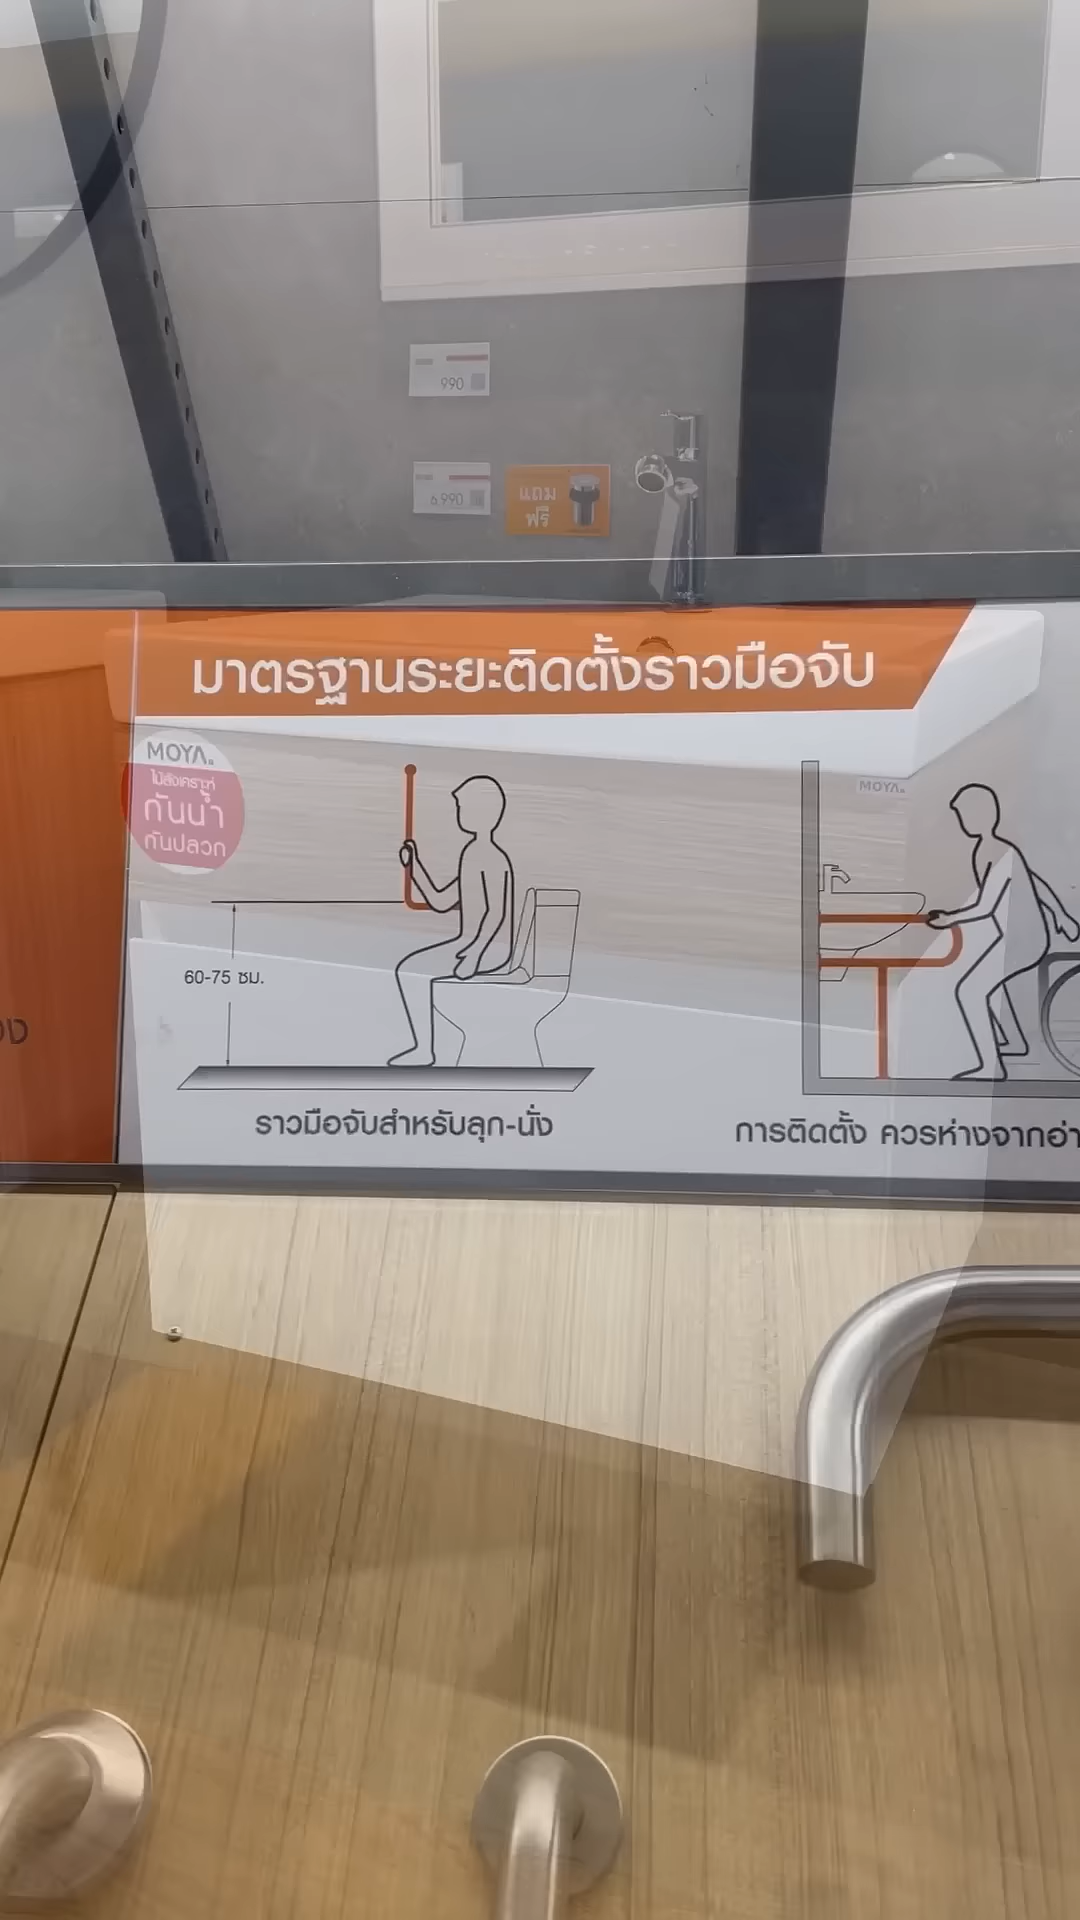 990
6,990
แถม
ฟรี
มาตรฐานระยะติดตั้งราวมือจับ
MOYA
ไม้สังเคราะห์
กันน้ำ
กันปลวก
MOYA
60-75 ซม.
ราวมือจับสำหรับลุก-นั่ง
การติดตั้ง ควรห่างจากอ่า